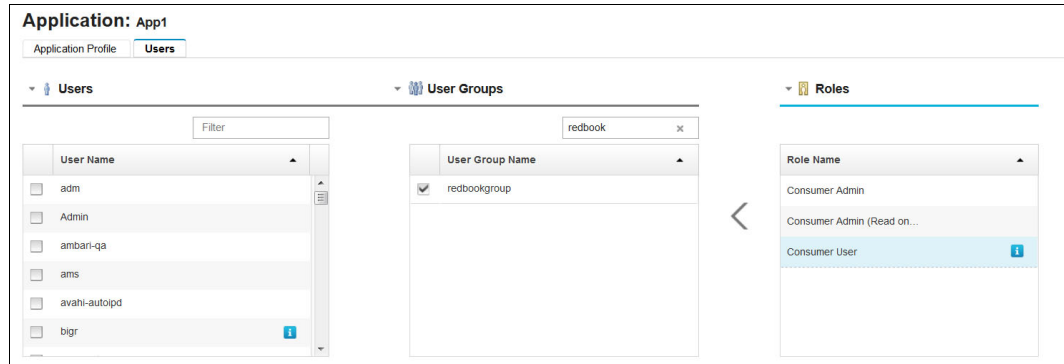 Application: App1
Application Profile
Users
Users
User Groups
Roles
Filter
redbook
User Name
User Group Name
Role Name
adm
redbookgroup
Consumer Admin
Admin
Consumer Admin (Read on...
ambari-qa
Consumer User
ams
avahi-autoipd
bigr